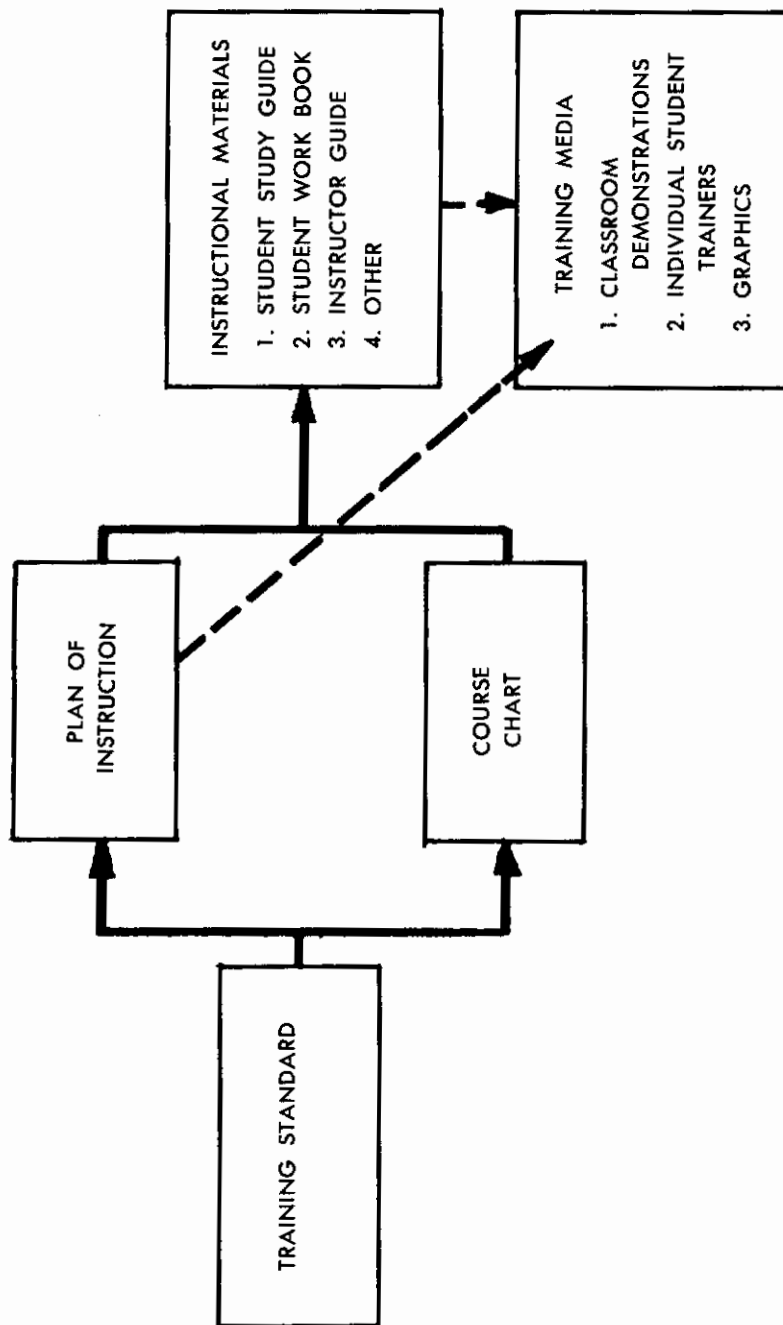 TRAINING STANDARD
PLAN OF
INSTRUCTION
COURSE
CHART
INSTRUCTIONAL MATERIALS
1. STUDENT STUDY GUIDE
2. STUDENT WORK BOOK
3. INSTRUCTOR GUIDE
4. OTHER
TRAINING MEDIA
1. CLASSROOM
DEMONSTRATIONS
2. INDIVIDUAL STUDENT
TRAINERS
3. GRAPHICS